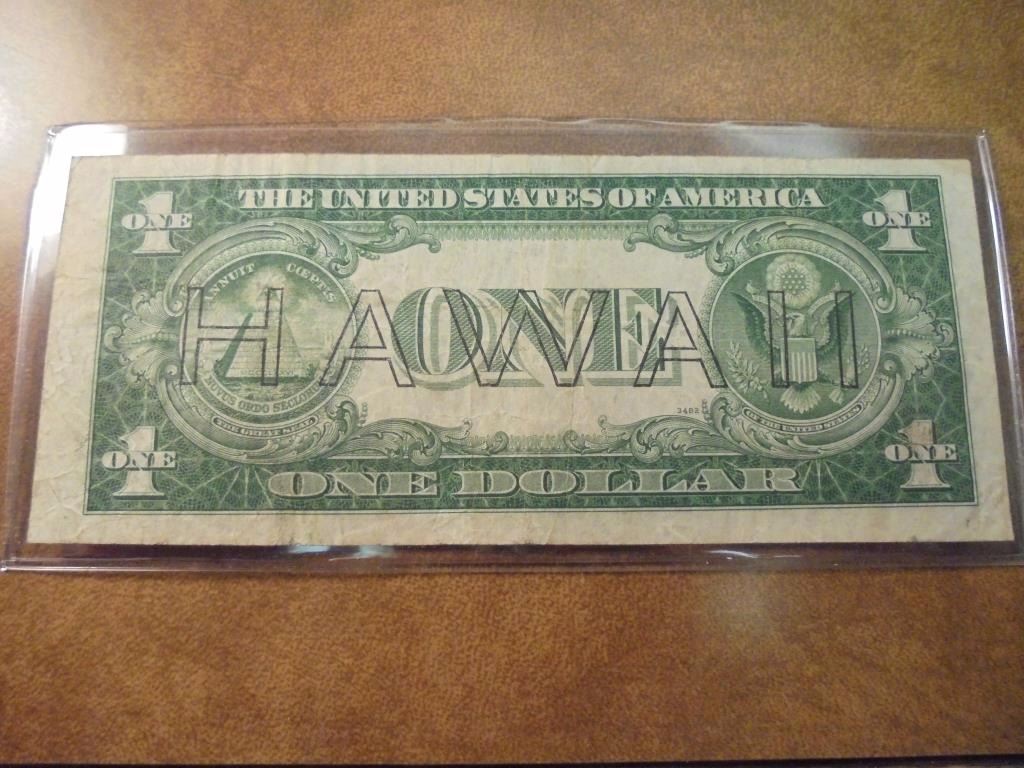 THE UNITED STATES OF AMERICA
1 ONE
1 ONE
ANNUIT CŒPTIS
HAWAII
ONE
NOVUS ORDO SECLORUM
THE GREAT SEAL
3482
OF THE UNITED STATES
1 ONE
1 ONE
ONE DOLLAR